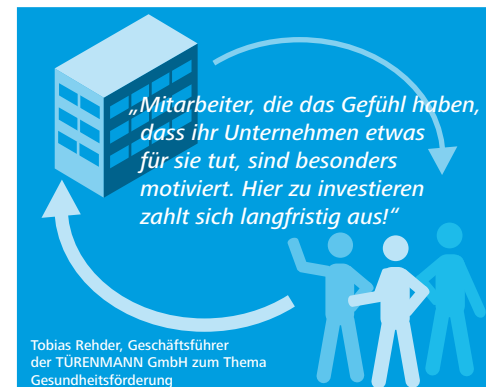 „Mitarbeiter, die das Gefühl haben,
dass ihr Unternehmen etwas
für sie tut, sind besonders
motiviert. Hier zu investieren
zahlt sich langfristig aus!“
Tobias Rehder, Geschäftsführer
der TÜRENMANN GmbH zum Thema
Gesundheitsförderung